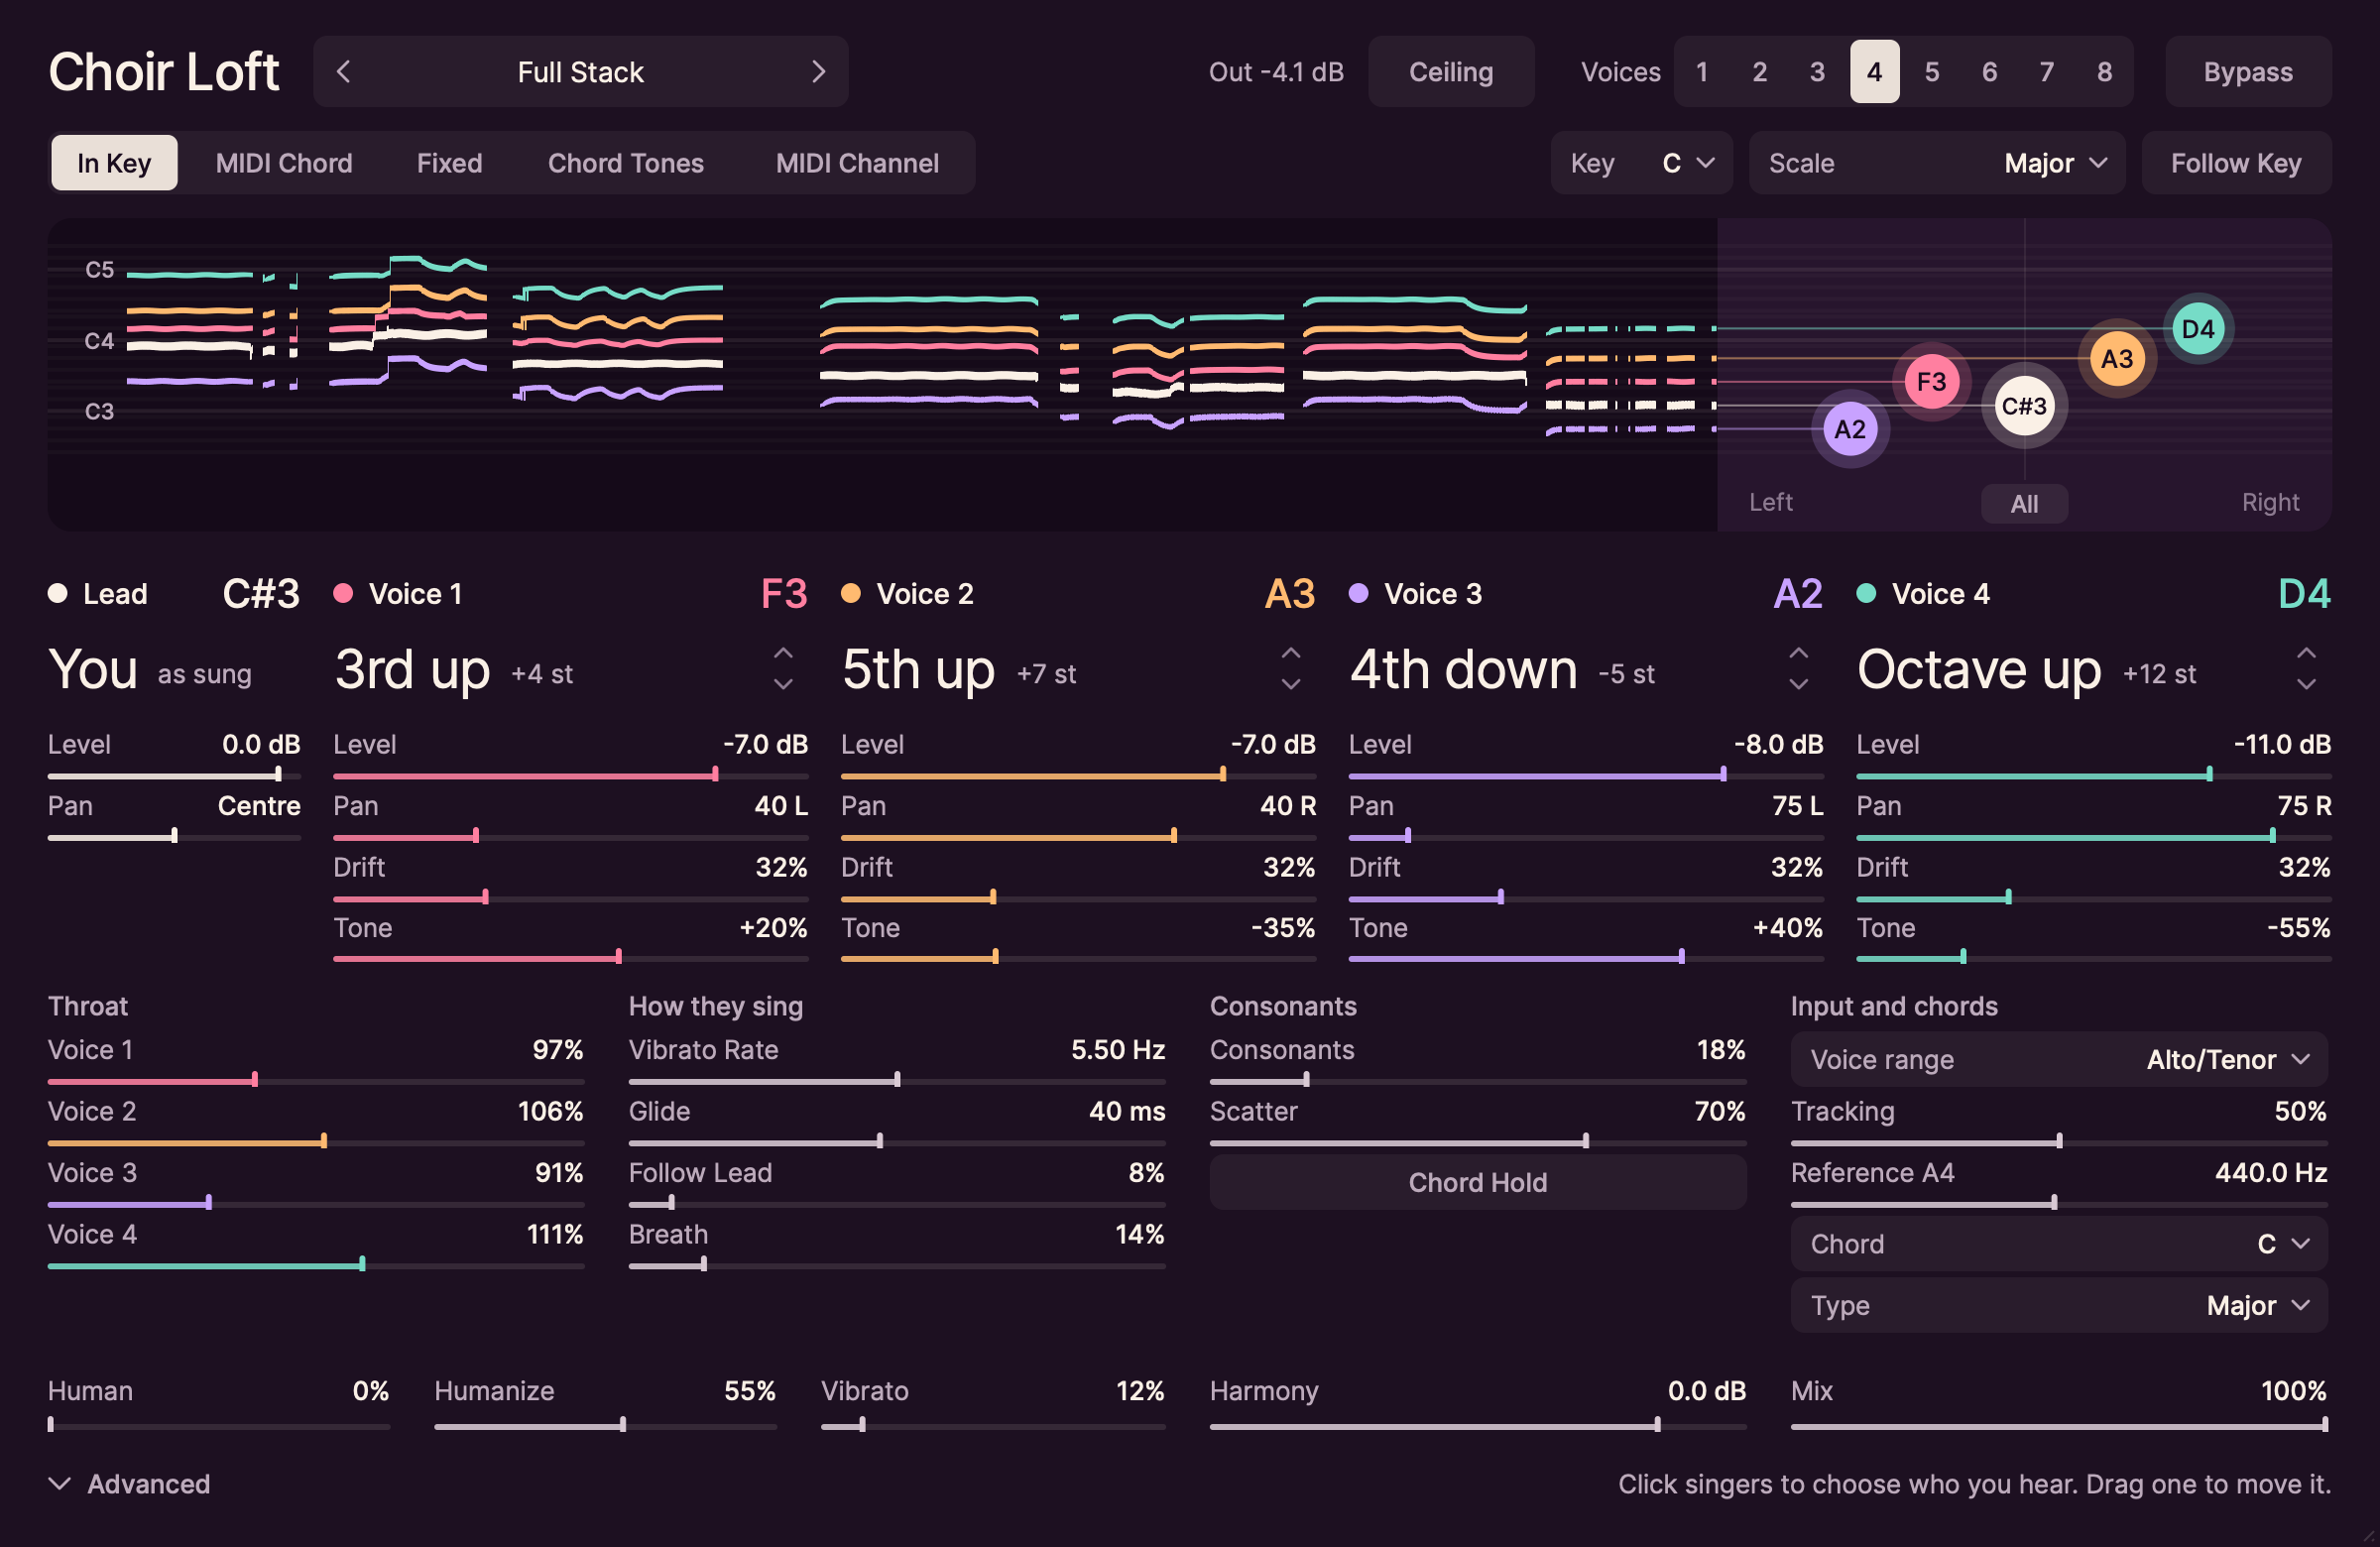 Choir Loft
Full Stack
Out -4.1 dB
Ceiling
Voices 1 2 3 4 5 6 7 8
Bypass
In Key
MIDI Chord
Fixed
Chord Tones
MIDI Channel
Key C
Scale Major
Follow Key
C5
C4
C3
D4
A3
F3
C#3
A2
Left
All
Right
Lead C#3
Voice 1 F3
Voice 2 A3
Voice 3 A2
Voice 4 D4
You as sung
3rd up +4 st
5th up +7 st
4th down -5 st
Octave up +12 st
Level 0.0 dB
Level -7.0 dB
Level -7.0 dB
Level -8.0 dB
Level -11.0 dB
Pan Centre
Pan 40 L
Pan 40 R
Pan 75 L
Pan 75 R
Drift 32%
Drift 32%
Drift 32%
Drift 32%
Tone +20%
Tone -35%
Tone +40%
Tone -55%
Throat
Voice 1 97%
Voice 2 106%
Voice 3 91%
Voice 4 111%
How they sing
Vibrato Rate 5.50 Hz
Glide 40 ms
Follow Lead 8%
Breath 14%
Consonants
Consonants 18%
Scatter 70%
Chord Hold
Input and chords
Voice range Alto/Tenor
Tracking 50%
Reference A4 440.0 Hz
Chord C
Type Major
Human 0%
Humanize 55%
Vibrato 12%
Harmony 0.0 dB
Mix 100%
Advanced
Click singers to choose who you hear. Drag one to move it.